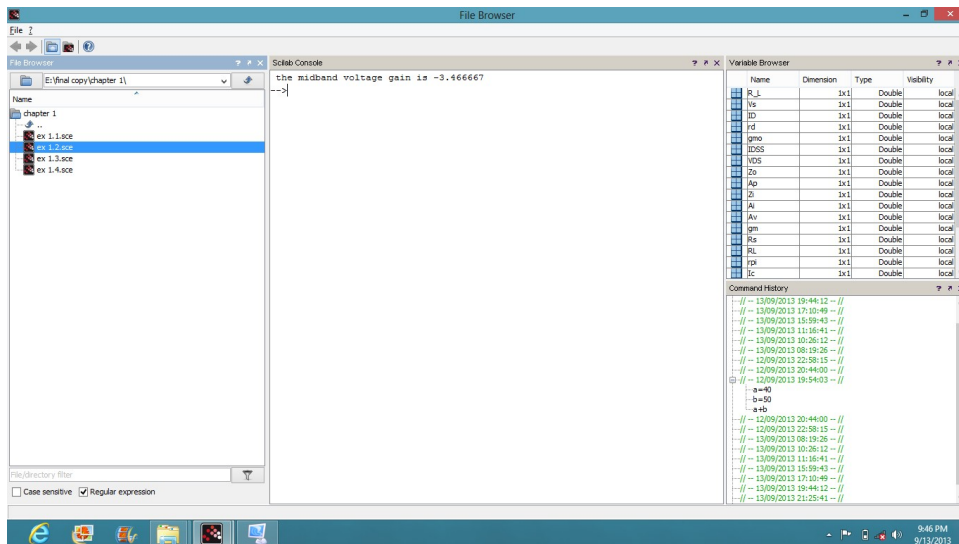 File Browser
File ?
File Browser ? x
E:\final copy\chapter 1\
Name
chapter 1
..
ex 1.1.sce
ex 1.2.sce
ex 1.3.sce
ex 1.4.sce
File/directory filter
Case sensitive Regular expression
Scilab Console ? x
the midband voltage gain is -3.466667
-->
Variable Browser ?
Name Dimension Type Visibility
R_L 1x1 Double local
Vs 1x1 Double local
ID 1x1 Double local
rd 1x1 Double local
gmo 1x1 Double local
IDSS 1x1 Double local
VDS 1x1 Double local
Zo 1x1 Double local
Ap 1x1 Double local
Zi 1x1 Double local
Ai 1x1 Double local
Av 1x1 Double local
gm 1x1 Double local
Rs 1x1 Double local
RL 1x1 Double local
rpi 1x1 Double local
Ic 1x1 Double local
Command History ?
// -- 13/09/2013 19:44:12 -- //
// -- 13/09/2013 17:10:49 -- //
// -- 13/09/2013 15:59:43 -- //
// -- 13/09/2013 11:16:41 -- //
// -- 13/09/2013 10:26:12 -- //
// -- 13/09/2013 08:19:26 -- //
// -- 12/09/2013 22:58:15 -- //
// -- 12/09/2013 20:44:00 -- //
// -- 12/09/2013 19:54:03 -- //
a=40
b=50
a+b
// -- 12/09/2013 20:44:00 -- //
// -- 12/09/2013 22:58:15 -- //
// -- 13/09/2013 08:19:26 -- //
// -- 13/09/2013 10:26:12 -- //
// -- 13/09/2013 11:16:41 -- //
// -- 13/09/2013 15:59:43 -- //
// -- 13/09/2013 17:10:49 -- //
// -- 13/09/2013 19:44:12 -- //
// -- 13/09/2013 21:25:41 -- //
9:46 PM
9/13/2013